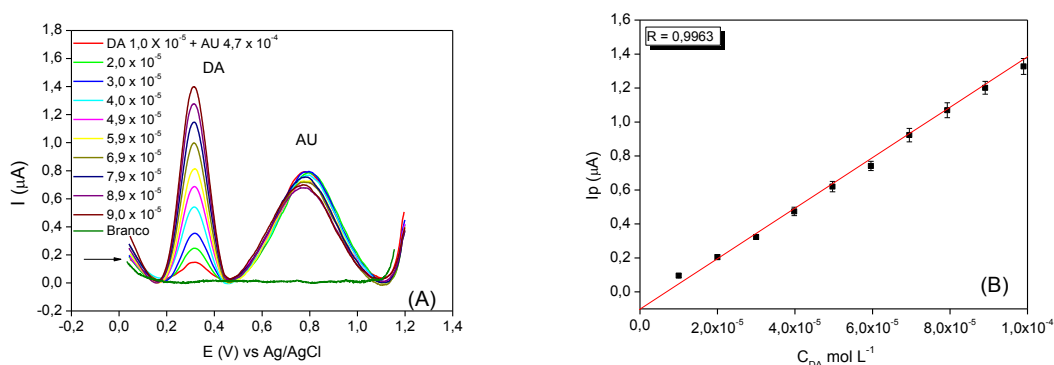 1,8
1,6
1,4
1,2
1,0
0,8
0,6
0,4
0,2
0,0
-0,2
I (µA)
DA 1,0 X 10⁻⁵ + AU 4,7 x 10⁻⁴
2,0 x 10⁻⁵
3,0 x 10⁻⁵
4,0 x 10⁻⁵
4,9 x 10⁻⁵
5,9 x 10⁻⁵
6,9 x 10⁻⁵
7,9 x 10⁻⁵
8,9 x 10⁻⁵
9,0 x 10⁻⁵
Branco
DA
AU
(A)
-0,2 0,0 0,2 0,4 0,6 0,8 1,0 1,2 1,4
E (V) vs Ag/AgCl
1,6
1,4
1,2
1,0
0,8
0,6
0,4
0,2
0,0
Ip (µA)
R = 0,9963
(B)
0,0 2,0x10⁻⁵ 4,0x10⁻⁵ 6,0x10⁻⁵ 8,0x10⁻⁵ 1,0x10⁻⁴
C_DA mol L⁻¹